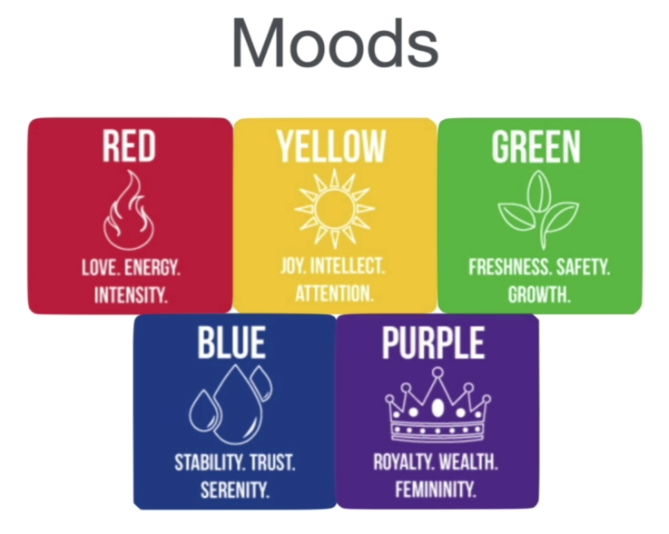 Moods
RED
LOVE. ENERGY.
INTENSITY.
YELLOW
JOY. INTELLECT.
ATTENTION.
GREEN
FRESHNESS. SAFETY.
GROWTH.
BLUE
STABILITY. TRUST.
SERENITY.
PURPLE
ROYALTY. WEALTH.
FEMININITY.